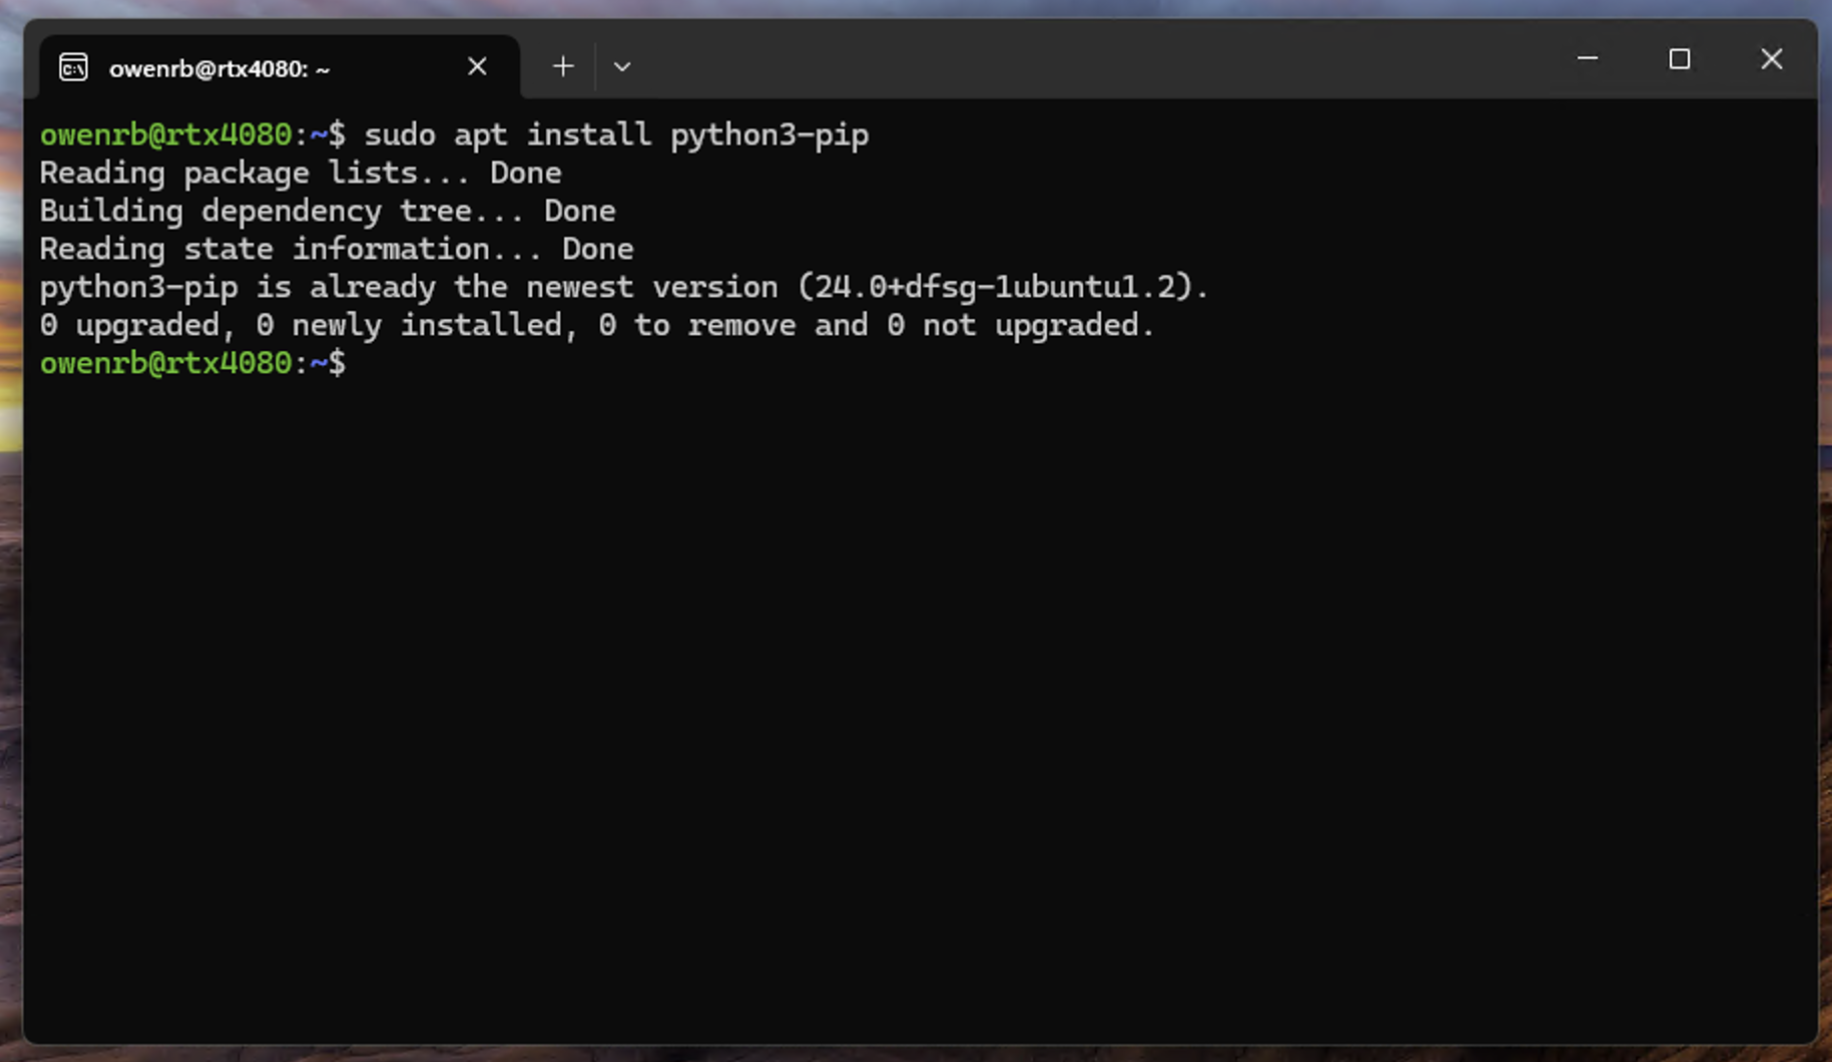 owenrb@rtx4080: ~
owenrb@rtx4080:~$ sudo apt install python3-pip
Reading package lists... Done
Building dependency tree... Done
Reading state information... Done
python3-pip is already the newest version (24.0+dfsg-1ubuntu1.2).
0 upgraded, 0 newly installed, 0 to remove and 0 not upgraded.
owenrb@rtx4080:~$